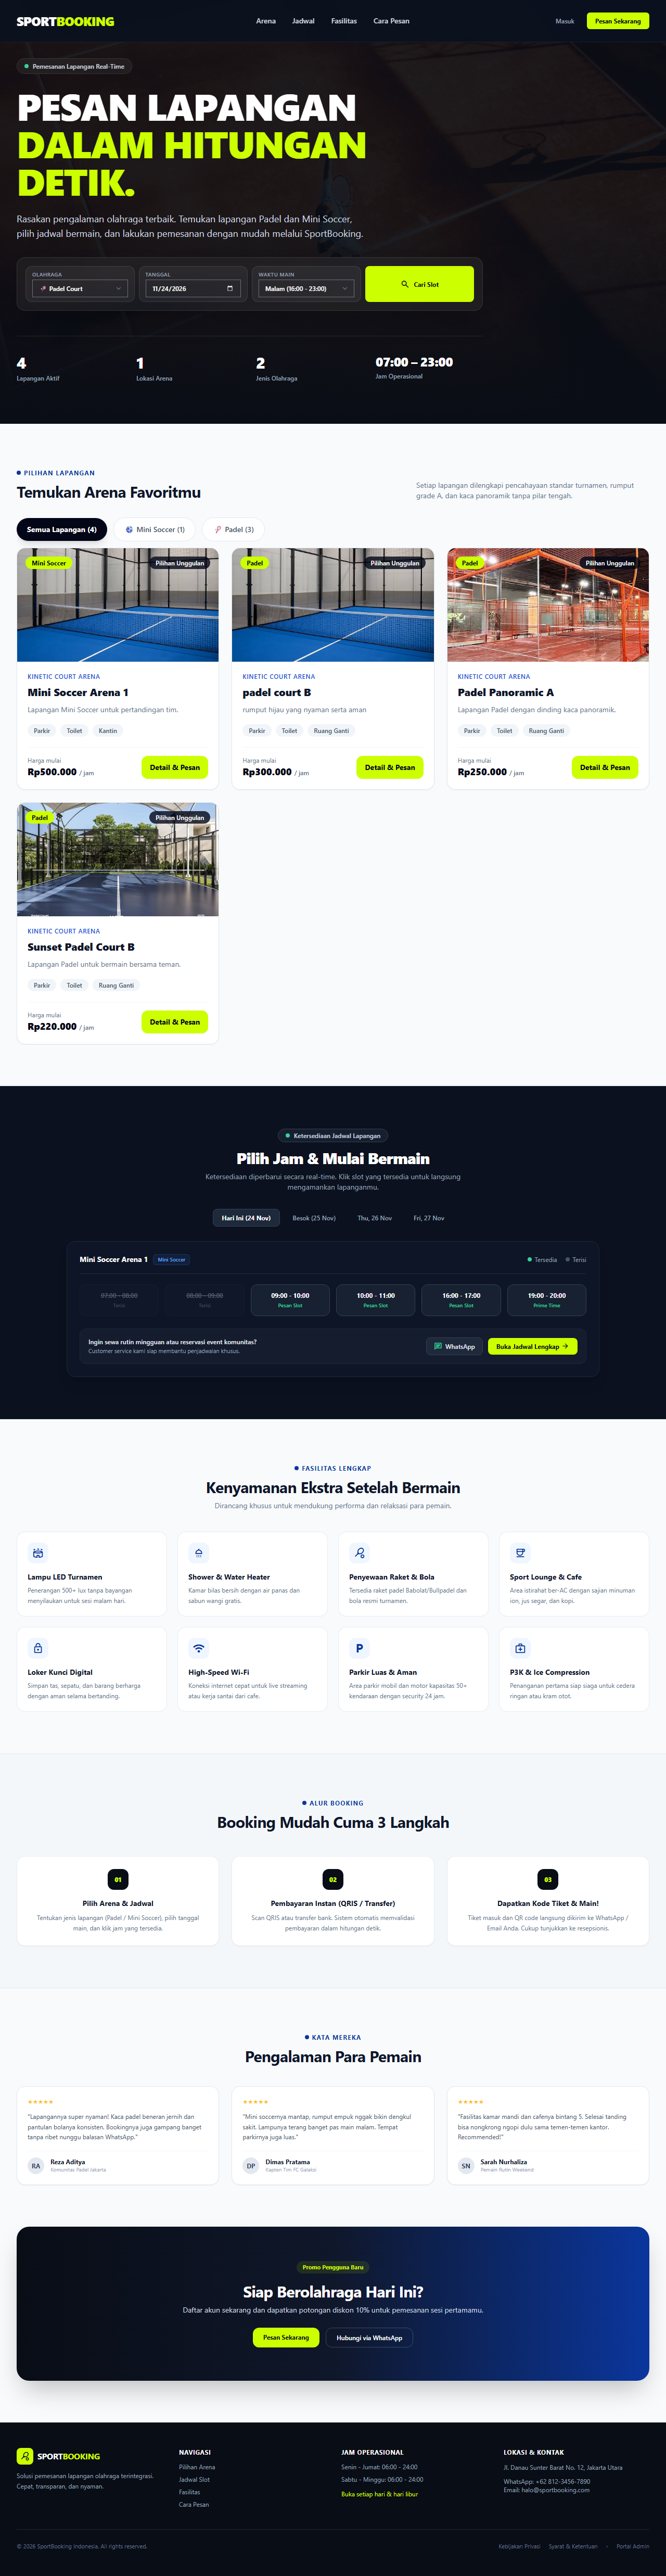 SPORTBOOKING
Arena Jadwal Fasilitas Cara Pesan
Masuk
Pesan Sekarang
Pemesanan Lapangan Real-Time
PESAN LAPANGAN
DALAM HITUNGAN
DETIK.
Rasakan pengalaman olahraga terbaik. Temukan lapangan Padel dan Mini Soccer,
pilih jadwal bermain, dan lakukan pemesanan dengan mudah melalui SportBooking.
OLAHRAGA
Padel Court
TANGGAL
11/24/2026
WAKTU MAIN
Malam (16:00 - 23:00)
Cari Slot
4
Lapangan Aktif
1
Lokasi Arena
2
Jenis Olahraga
07:00 – 23:00
Jam Operasional
PILIHAN LAPANGAN
Temukan Arena Favoritmu
Setiap lapangan dilengkapi pencahayaan standar turnamen, rumput
grade A, dan kaca panoramik tanpa pilar tengah.
Semua Lapangan (4)
Mini Soccer (1)
Padel (3)
Mini Soccer
Pilihan Unggulan
KINETIC COURT ARENA
Mini Soccer Arena 1
Lapangan Mini Soccer untuk pertandingan tim.
Parkir Toilet Kantin
Harga mulai
Rp500.000 / jam
Detail & Pesan
Padel
Pilihan Unggulan
KINETIC COURT ARENA
padel court B
rumput hijau yang nyaman serta aman
Parkir Toilet Ruang Ganti
Harga mulai
Rp300.000 / jam
Detail & Pesan
Padel
Pilihan Unggulan
KINETIC COURT ARENA
Padel Panoramic A
Lapangan Padel dengan dinding kaca panoramik.
Parkir Toilet Ruang Ganti
Harga mulai
Rp250.000 / jam
Detail & Pesan
Padel
Pilihan Unggulan
KINETIC COURT ARENA
Sunset Padel Court B
Lapangan Padel untuk bermain bersama teman.
Parkir Toilet Ruang Ganti
Harga mulai
Rp220.000 / jam
Detail & Pesan
Ketersediaan Jadwal Lapangan
Pilih Jam & Mulai Bermain
Ketersediaan diperbarui secara real-time. Klik slot yang tersedia untuk langsung
mengamankan lapanganmu.
Hari Ini (24 Nov)
Besok (25 Nov)
Thu, 26 Nov
Fri, 27 Nov
Mini Soccer Arena 1
Mini Soccer
Tersedia
Terisi
07:00 - 08:00
Terisi
08:00 - 09:00
Terisi
09:00 - 10:00
Pesan Slot
10:00 - 11:00
Pesan Slot
16:00 - 17:00
Pesan Slot
19:00 - 20:00
Prime Time
Ingin sewa rutin mingguan atau reservasi event komunitas?
Customer service kami siap membantu penjadwalan khusus.
WhatsApp
Buka Jadwal Lengkap →
FASILITAS LENGKAP
Kenyamanan Ekstra Setelah Bermain
Dirancang khusus untuk mendukung performa dan relaksasi para pemain.
Lampu LED Turnamen
Penerangan 500+ lux tanpa bayangan
menyilaukan untuk sesi malam hari.
Shower & Water Heater
Kamar bilas bersih dengan air panas dan
sabun wangi gratis.
Penyewaan Raket & Bola
Tersedia raket padel Babolat/Bullpadel dan
bola resmi turnamen.
Sport Lounge & Cafe
Area istirahat ber-AC dengan sajian minuman
ion, jus segar, dan kopi.
Loker Kunci Digital
Simpan tas, sepatu, dan barang berharga
dengan aman selama bertanding.
High-Speed Wi-Fi
Koneksi internet cepat untuk live streaming
atau kerja santai dari cafe.
P
Parkir Luas & Aman
Area parkir mobil dan motor kapasitas 50+
kendaraan dengan security 24 jam.
P3K & Ice Compression
Penanganan pertama siap siaga untuk cedera
ringan atau kram otot.
ALUR BOOKING
Booking Mudah Cuma 3 Langkah
01
Pilih Arena & Jadwal
Tentukan jenis lapangan (Padel / Mini Soccer), pilih tanggal
main, dan klik jam yang tersedia.
02
Pembayaran Instan (QRIS / Transfer)
Scan QRIS atau transfer bank. Sistem otomatis memvalidasi
pembayaran dalam hitungan detik.
03
Dapatkan Kode Tiket & Main!
Tiket masuk dan QR code langsung dikirim ke WhatsApp /
Email Anda. Cukup tunjukkan ke resepsionis.
KATA MEREKA
Pengalaman Para Pemain
★★★★★
"Lapangannya super nyaman! Kaca padel beneran jernih dan
pantulan bolanya konsisten. Bookingnya juga gampang banget
tanpa ribet nunggu balasan WhatsApp."
RA
Reza Aditya
Komunitas Padel Jakarta
★★★★★
"Mini soccernya mantap, rumput empuk nggak bikin dengkul
sakit. Lampunya terang banget pas main malam. Tempat
parkirnya juga luas."
DP
Dimas Pratama
Kapten Tim FC Galaksi
★★★★★
"Fasilitas kamar mandi dan cafenya bintang 5. Selesai tanding
bisa nongkrong ngopi dulu sama temen-temen kantor.
Recommended!"
SN
Sarah Nurhaliza
Pemain Rutin Weekend
Promo Pengguna Baru
Siap Berolahraga Hari Ini?
Daftar akun sekarang dan dapatkan potongan diskon 10% untuk pemesanan sesi pertamamu.
Pesan Sekarang
Hubungi via WhatsApp
SPORTBOOKING
Solusi pemesanan lapangan olahraga terintegrasi.
Cepat, transparan, dan nyaman.
NAVIGASI
Pilihan Arena
Jadwal Slot
Fasilitas
Cara Pesan
JAM OPERASIONAL
Senin - Jumat: 06:00 - 24:00
Sabtu - Minggu: 06:00 - 24:00
Buka setiap hari & hari libur
LOKASI & KONTAK
Jl. Danau Sunter Barat No. 12, Jakarta Utara
WhatsApp: +62 812-3456-7890
Email: halo@sportbooking.com
© 2026 SportBooking Indonesia. All rights reserved.
Kebijakan Privasi Syarat & Ketentuan • Portal Admin